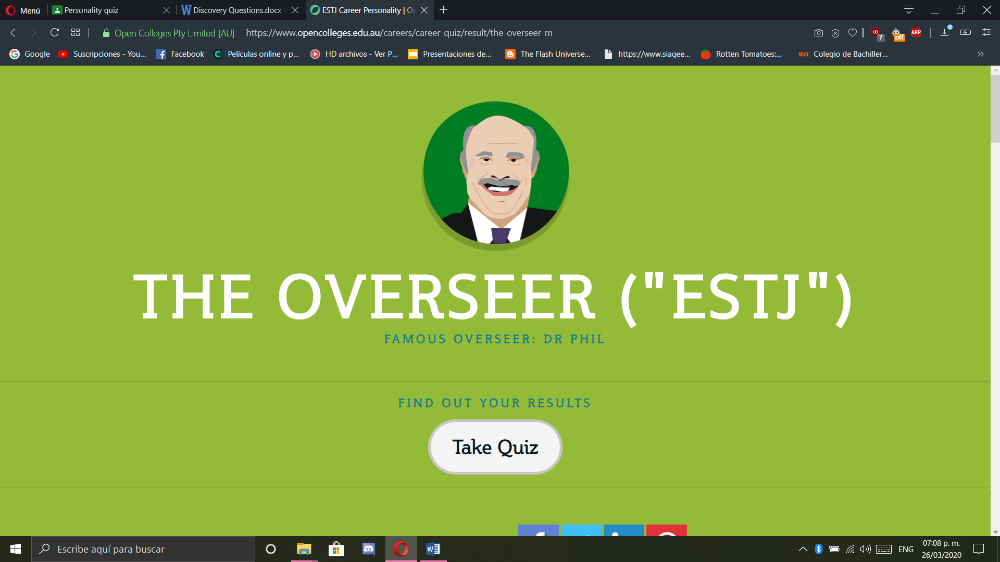 Menú
Personality quiz
Discovery Questions.docx -
ESTJ Career Personality | Op
Open Colleges Pty Limited [AU]
https://www.opencolleges.edu.au/careers/career-quiz/result/the-overseer-m
7
off
ABP
Google
Suscripciones - You...
Facebook
Películas online y p...
HD archivos - Ver P...
Presentaciones de...
The Flash Universe...
https://www.siagee...
Rotten Tomatoes:...
Colegio de Bachiller...
THE OVERSEER ("ESTJ")
FAMOUS OVERSEER: DR PHIL
FIND OUT YOUR RESULTS
Take Quiz
Escribe aquí para buscar
ENG
07:08 p. m.
26/03/2020